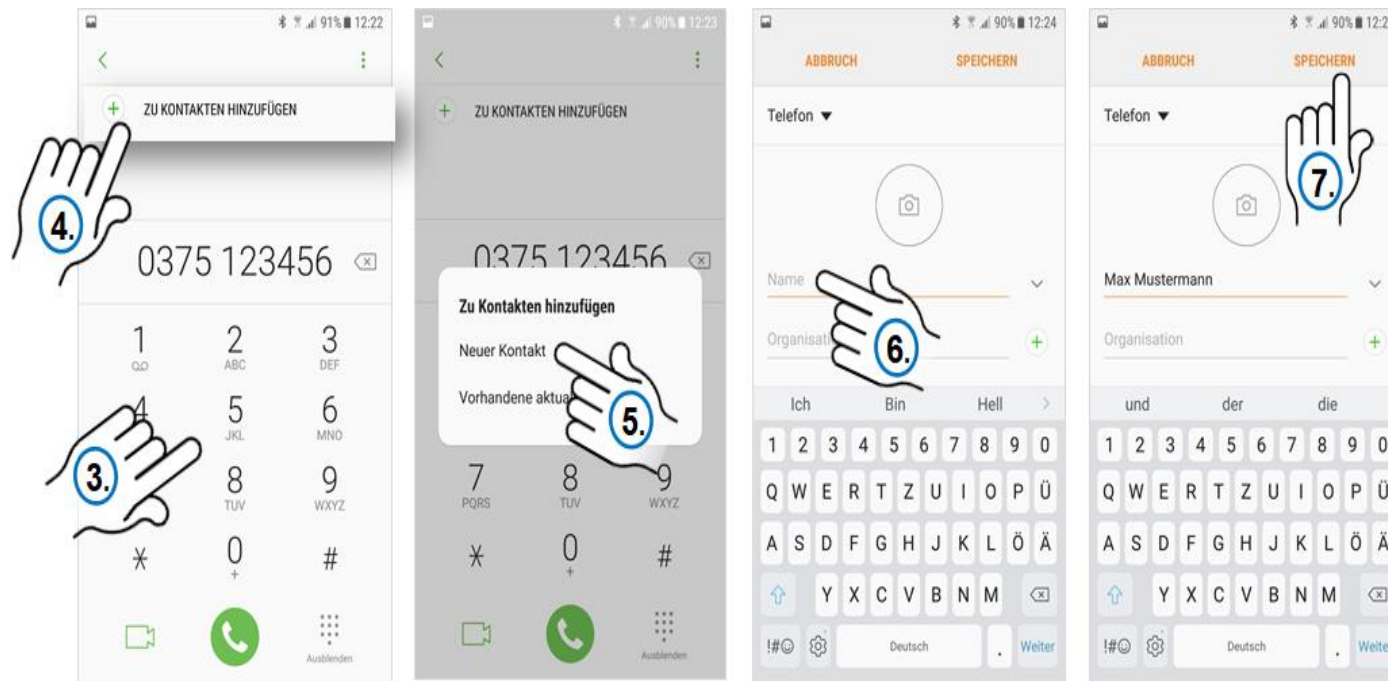 91% 12:22
ZU KONTAKTEN HINZUFÜGEN
4.
0375 123456
1 2 3
ABC DEF
4 5 6
JKL MNO
3.
8 9
TUV WXYZ
* 0 #
+
Ausblenden
90% 12:23
ZU KONTAKTEN HINZUFÜGEN
0375 123456
Zu Kontakten hinzufügen
Neuer Kontakt
Vorhandene aktua
5.
7 8 9
PQRS TUV WXYZ
* 0 #
+
Ausblenden
90% 12:24
ABBRUCH SPEICHERN
Telefon
Name
Organisati
6.
Ich Bin Hell
1 2 3 4 5 6 7 8 9 0
Q W E R T Z U I O P Ü
A S D F G H J K L Ö Ä
Y X C V B N M
!#☺ Deutsch . Weiter
90% 12:2
ABBRUCH SPEICHERN
Telefon
7.
Max Mustermann
Organisation
und der die
1 2 3 4 5 6 7 8 9 0
Q W E R T Z U I O P Ü
A S D F G H J K L Ö Ä
Y X C V B N M
!#☺ Deutsch . Weite